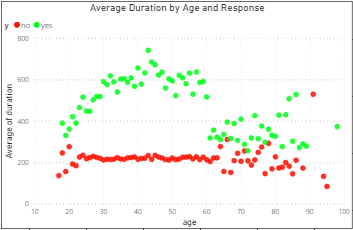 Average Duration by Age and Response
y no yes
800
600
400
200
0
Average of duration
10 20 30 40 50 60 70 80 90 100
age